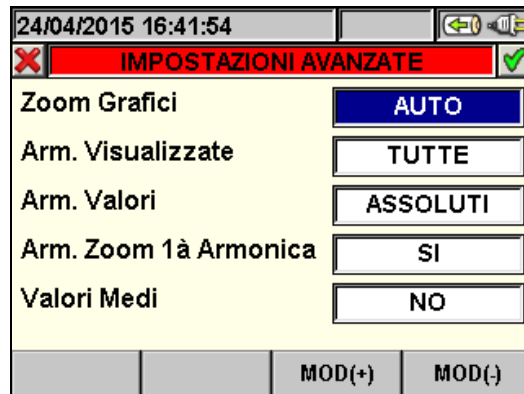 24/04/2015 16:41:54
IMPOSTAZIONI AVANZATE
Zoom Grafici AUTO
Arm. Visualizzate TUTTE
Arm. Valori ASSOLUTI
Arm. Zoom 1à Armonica SI
Valori Medi NO
MOD(+) MOD(-)